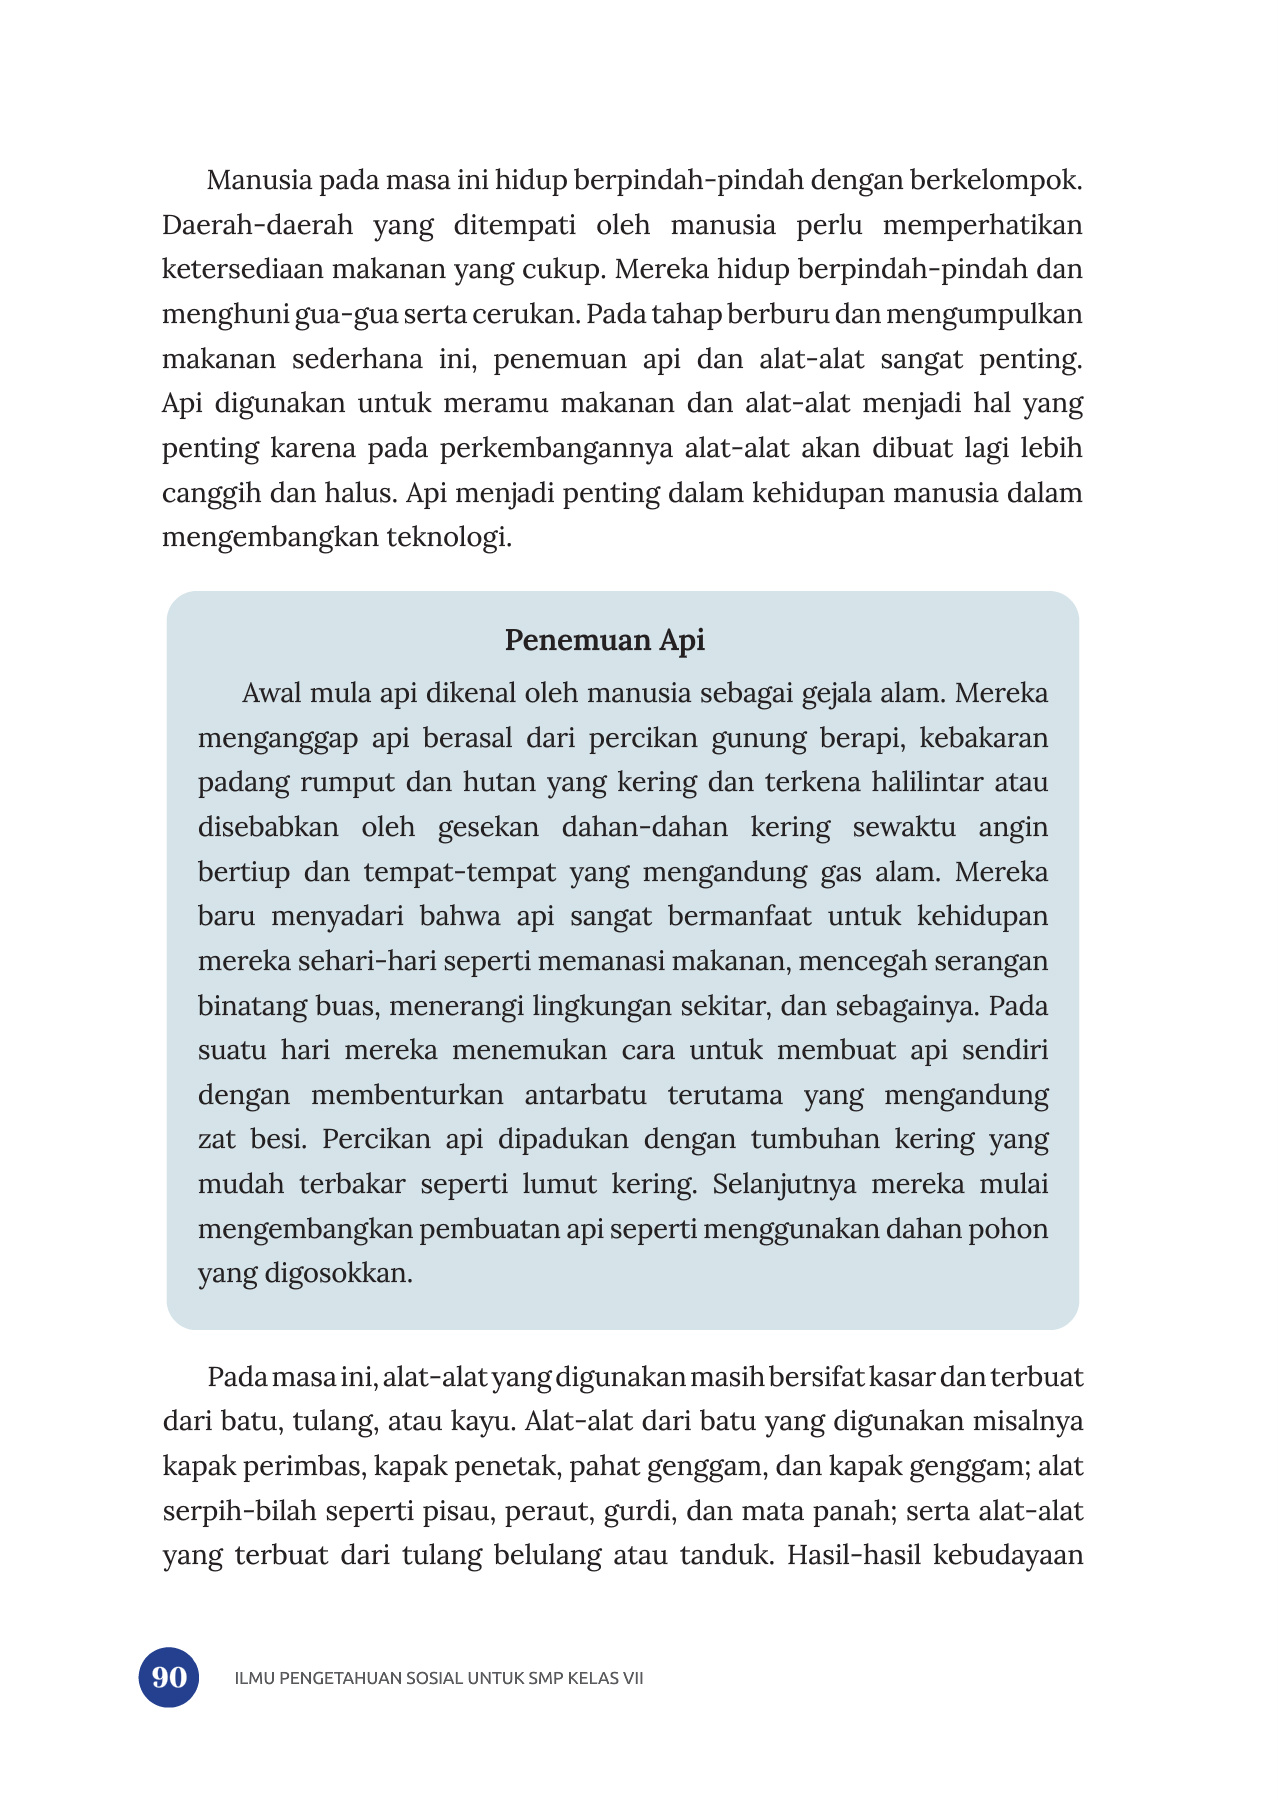 Manusia pada masa ini hidup berpindah-pindah dengan berkelompok.
Daerah-daerah yang ditempati oleh manusia perlu memperhatikan
ketersediaan makanan yang cukup. Mereka hidup berpindah-pindah dan
menghuni gua-gua serta cerukan. Pada tahap berburu dan mengumpulkan
makanan sederhana ini, penemuan api dan alat-alat sangat penting.
Api digunakan untuk meramu makanan dan alat-alat menjadi hal yang
penting karena pada perkembangannya alat-alat akan dibuat lagi lebih
canggih dan halus. Api menjadi penting dalam kehidupan manusia dalam
mengembangkan teknologi.
Penemuan Api
Awal mula api dikenal oleh manusia sebagai gejala alam. Mereka
menganggap api berasal dari percikan gunung berapi, kebakaran
padang rumput dan hutan yang kering dan terkena halilintar atau
disebabkan oleh gesekan dahan-dahan kering sewaktu angin
bertiup dan tempat-tempat yang mengandung gas alam. Mereka
baru menyadari bahwa api sangat bermanfaat untuk kehidupan
mereka sehari-hari seperti memanasi makanan, mencegah serangan
binatang buas, menerangi lingkungan sekitar, dan sebagainya. Pada
suatu hari mereka menemukan cara untuk membuat api sendiri
dengan membenturkan antarbatu terutama yang mengandung
zat besi. Percikan api dipadukan dengan tumbuhan kering yang
mudah terbakar seperti lumut kering. Selanjutnya mereka mulai
mengembangkan pembuatan api seperti menggunakan dahan pohon
yang digosokkan.
Pada masa ini, alat-alat yang digunakan masih bersifat kasar dan terbuat
dari batu, tulang, atau kayu. Alat-alat dari batu yang digunakan misalnya
kapak perimbas, kapak penetak, pahat genggam, dan kapak genggam; alat
serpih-bilah seperti pisau, peraut, gurdi, dan mata panah; serta alat-alat
yang terbuat dari tulang belulang atau tanduk. Hasil-hasil kebudayaan
90 ILMU PENGETAHUAN SOSIAL UNTUK SMP KELAS VII